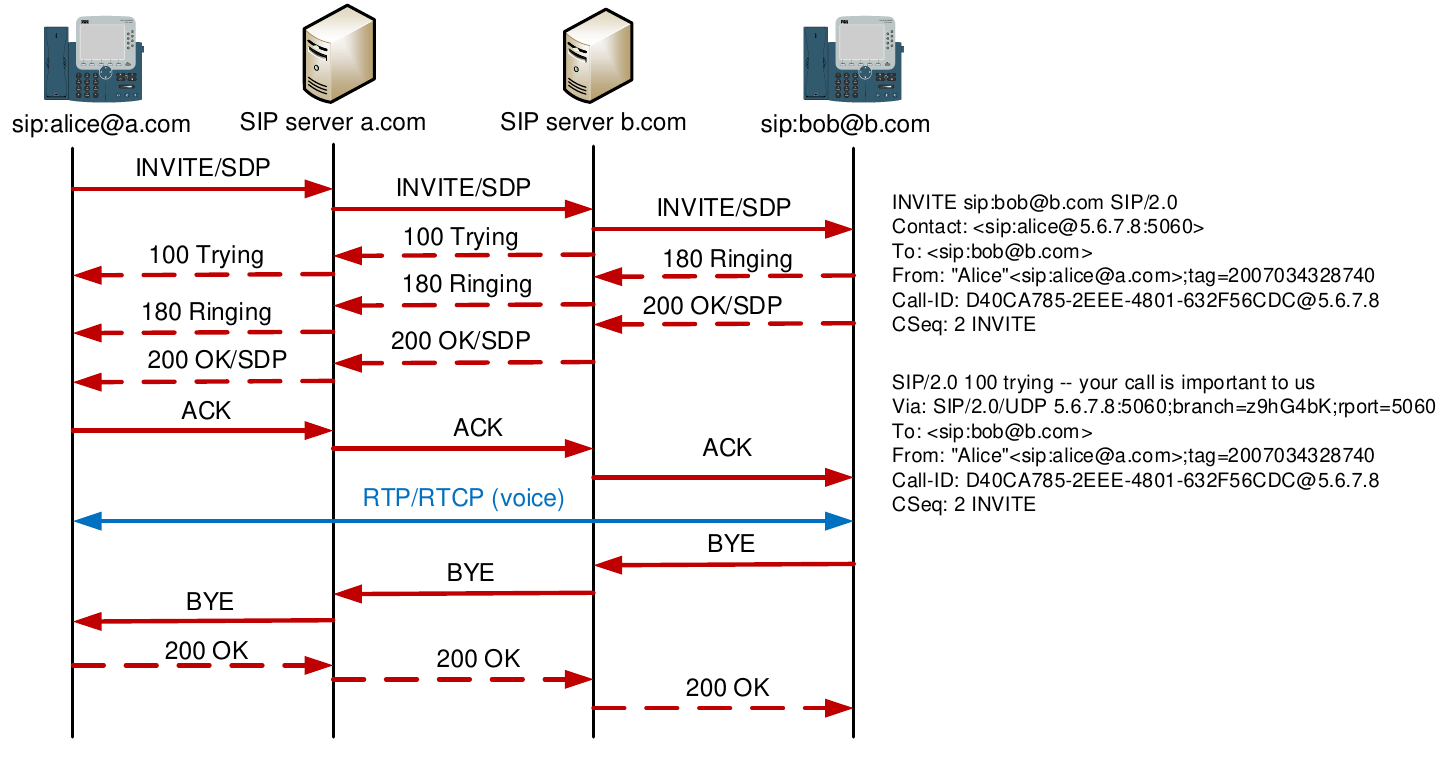 sip:alice@a.com
SIP server a.com
SIP server b.com
sip:bob@b.com
INVITE/SDP
INVITE/SDP
INVITE/SDP
100 Trying
100 Trying
180 Ringing
180 Ringing
180 Ringing
200 OK/SDP
200 OK/SDP
200 OK/SDP
ACK
ACK
ACK
RTP/RTCP (voice)
BYE
BYE
BYE
200 OK
200 OK
200 OK
INVITE sip:bob@b.com SIP/2.0
Contact: <sip:alice@5.6.7.8:5060>
To: <sip:bob@b.com>
From: "Alice"<sip:alice@a.com>;tag=2007034328740
Call-ID: D40CA785-2EEE-4801-632F56CDC@5.6.7.8
CSeq: 2 INVITE
SIP/2.0 100 trying -- your call is important to us
Via: SIP/2.0/UDP 5.6.7.8:5060;branch=z9hG4bK;rport=5060
To: <sip:bob@b.com>
From: "Alice"<sip:alice@a.com>;tag=2007034328740
Call-ID: D40CA785-2EEE-4801-632F56CDC@5.6.7.8
CSeq: 2 INVITE